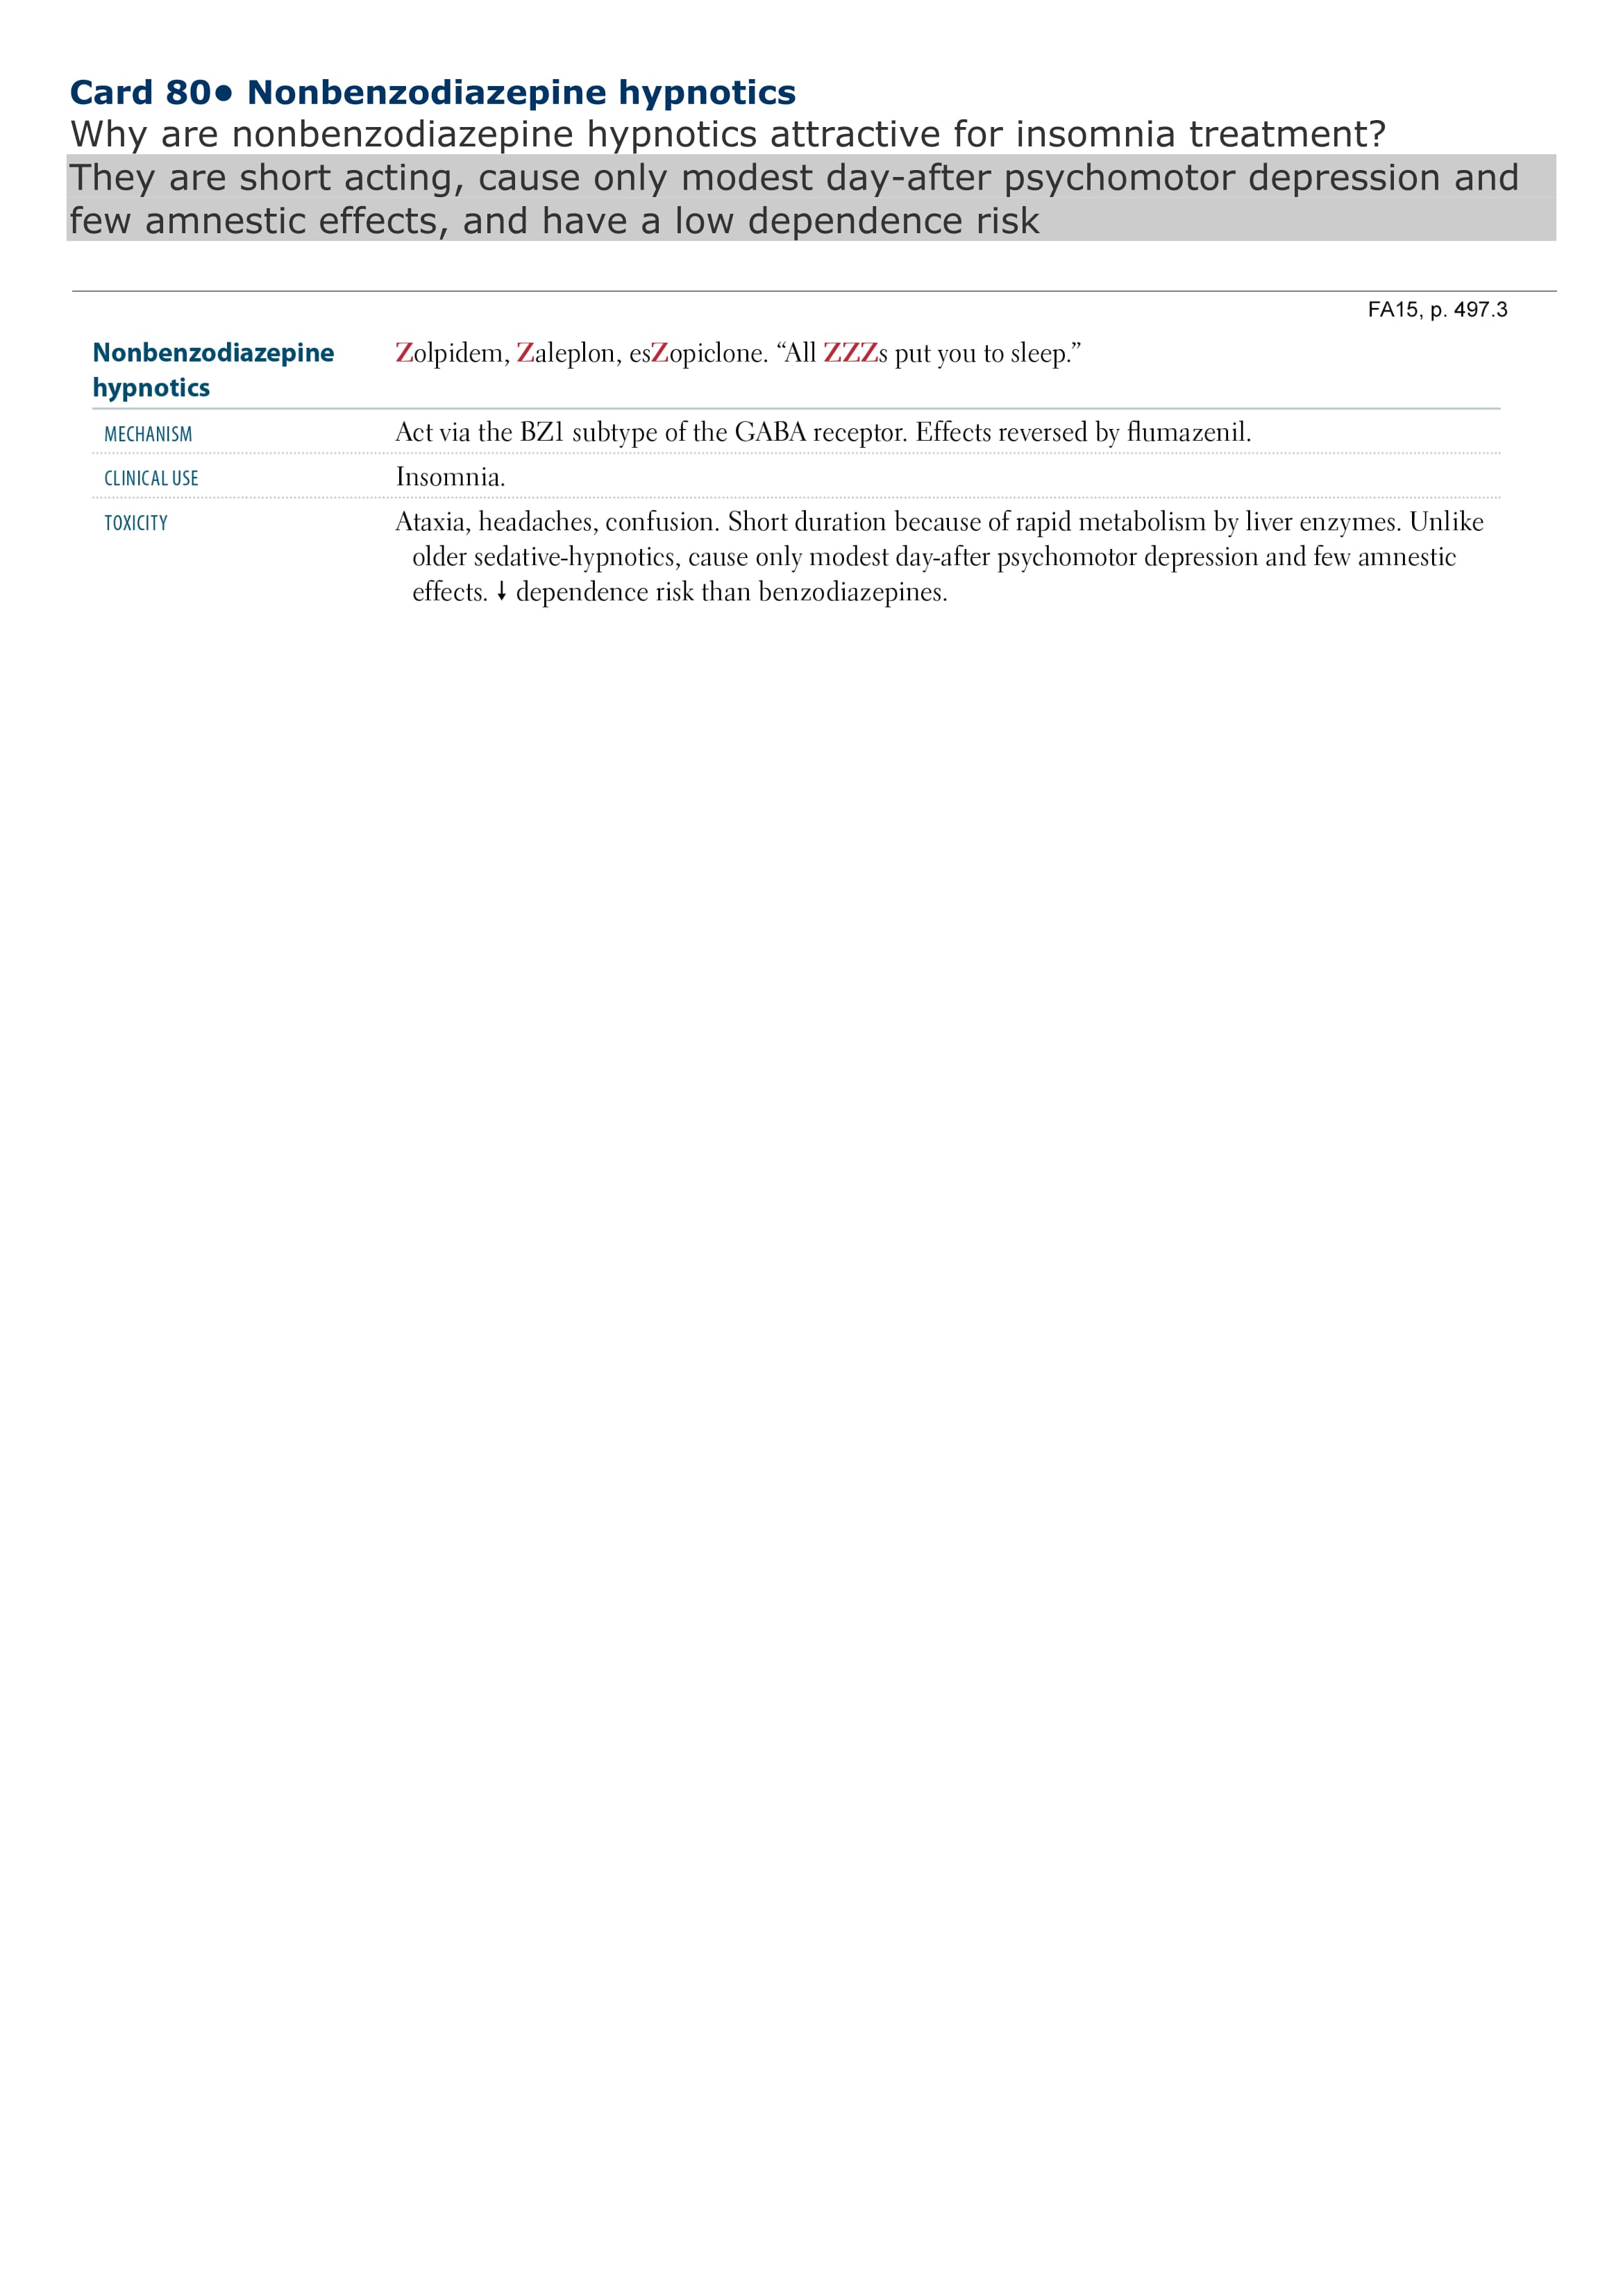 Card 80• Nonbenzodiazepine hypnotics
Why are nonbenzodiazepine hypnotics attractive for insomnia treatment?
They are short acting, cause only modest day-after psychomotor depression and
few amnestic effects, and have a low dependence risk
FA15, p. 497.3
Nonbenzodiazepine
hypnotics
Zolpidem, Zaleplon, esZopiclone. “All ZZZs put you to sleep.”
MECHANISM
Act via the BZ1 subtype of the GABA receptor. Effects reversed by flumazenil.
CLINICAL USE
Insomnia.
TOXICITY
Ataxia, headaches, confusion. Short duration because of rapid metabolism by liver enzymes. Unlike
older sedative-hypnotics, cause only modest day-after psychomotor depression and few amnestic
effects. ↓ dependence risk than benzodiazepines.